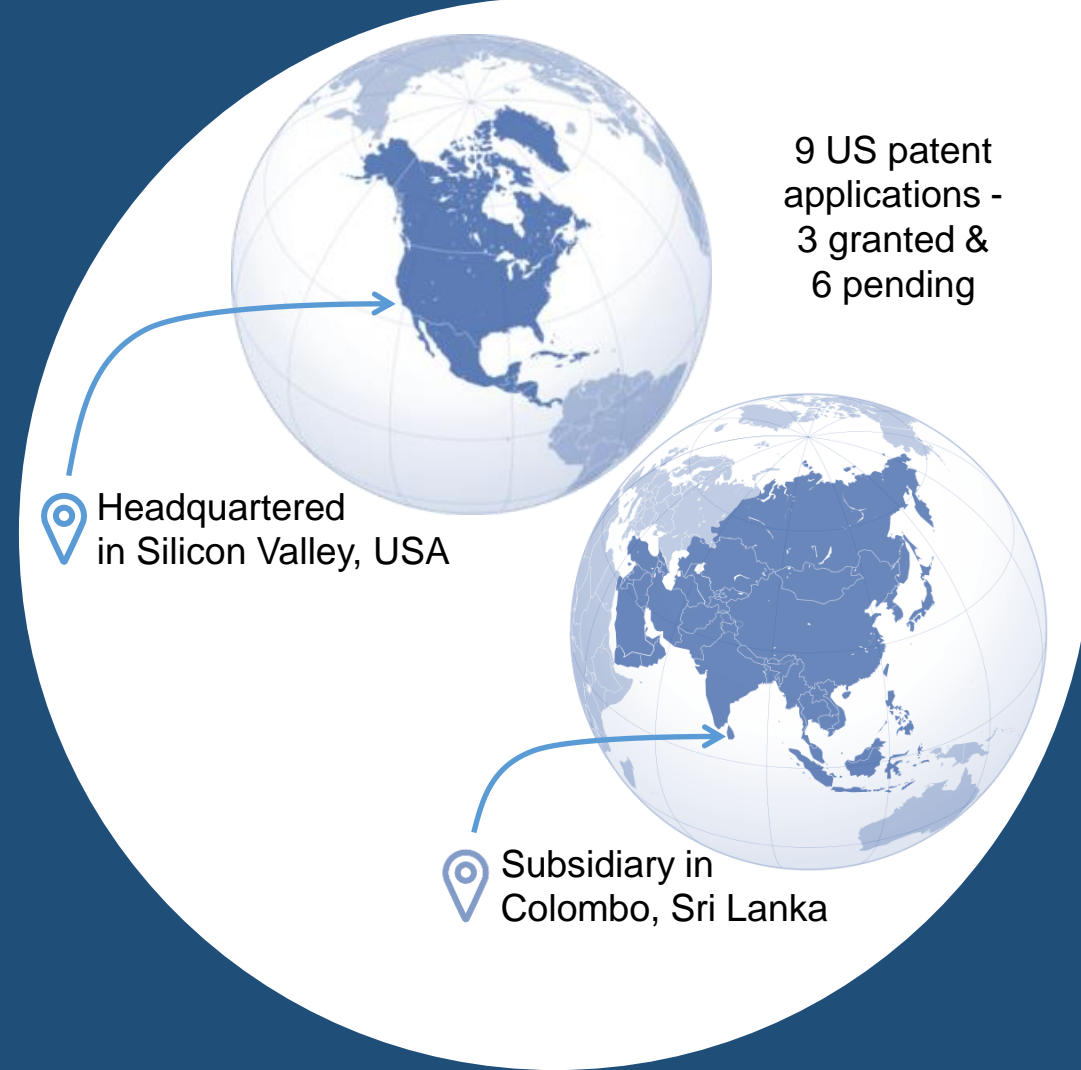 9 US patent
applications -
3 granted &
6 pending
Headquartered
in Silicon Valley, USA
Subsidiary in
Colombo, Sri Lanka